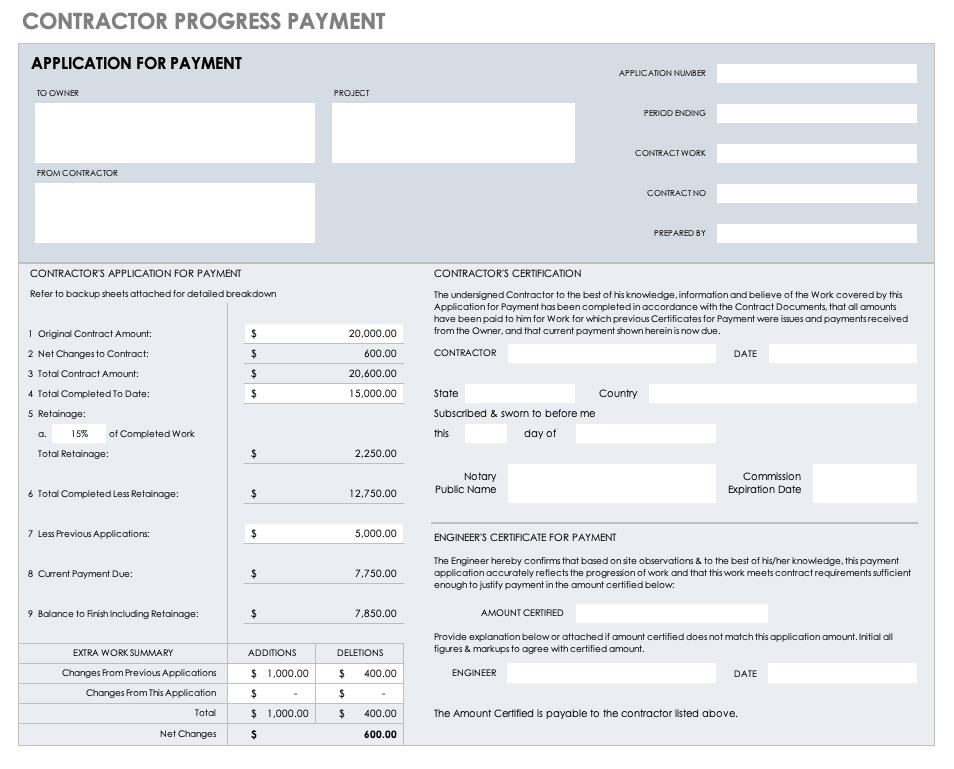 CONTRACTOR PROGRESS PAYMENT
APPLICATION FOR PAYMENT
TO OWNER
PROJECT
FROM CONTRACTOR
APPLICATION NUMBER
PERIOD ENDING
CONTRACT WORK
CONTRACT NO
PREPARED BY
CONTRACTOR'S APPLICATION FOR PAYMENT
Refer to backup sheets attached for detailed breakdown
1 Original Contract Amount: $ 20,000.00
2 Net Changes to Contract: $ 600.00
3 Total Contract Amount: $ 20,600.00
4 Total Completed To Date: $ 15,000.00
5 Retainage:
a. 15% of Completed Work
Total Retainage: $ 2,250.00
6 Total Completed Less Retainage: $ 12,750.00
7 Less Previous Applications: $ 5,000.00
8 Current Payment Due: $ 7,750.00
9 Balance to Finish Including Retainage: $ 7,850.00
EXTRA WORK SUMMARY ADDITIONS DELETIONS
Changes From Previous Applications $ 1,000.00 $ 400.00
Changes From This Application $ - $ -
Total $ 1,000.00 $ 400.00
Net Changes $ 600.00
CONTRACTOR'S CERTIFICATION
The undersigned Contractor to the best of his knowledge, information and believe of the Work covered by this
Application for Payment has been completed in accordance with the Contract Documents, that all amounts
have been paid to him for Work for which previous Certificates for Payment were issues and payments received
from the Owner, and that current payment shown herein is now due.
CONTRACTOR DATE
State Country
Subscribed & sworn to before me
this day of
Notary
Public Name
Commission
Expiration Date
ENGINEER'S CERTIFICATE FOR PAYMENT
The Engineer hereby confirms that based on site observations & to the best of his/her knowledge, this payment
application accurately reflects the progression of work and that this work meets contract requirements sufficient
enough to justify payment in the amount certified below:
AMOUNT CERTIFIED
Provide explanation below or attached if amount certified does not match this application amount. Initial all
figures & markups to agree with certified amount.
ENGINEER DATE
The Amount Certified is payable to the contractor listed above.